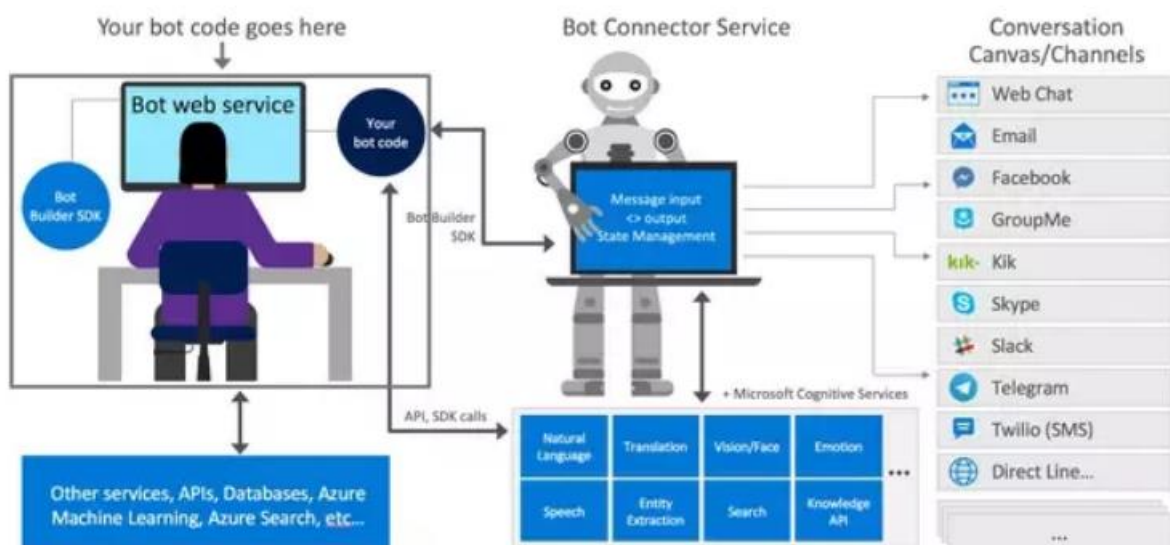 Your bot code goes here
Bot web service
Your
bot code
Bot
Builder SDK
Other services, APIs, Databases, Azure
Machine Learning, Azure Search, etc...
Bot Builder
SDK
API, SDK calls
Bot Connector Service
Message input
<> output
State Management
+ Microsoft Cognitive Services
Natural
Language
Translation
Vision/Face
Emotion
...
Speech
Entity
Extraction
Search
Knowledge
API
Conversation
Canvas/Channels
Web Chat
Email
Facebook
GroupMe
kik· Kik
Skype
Slack
Telegram
Twilio (SMS)
Direct Line...
...